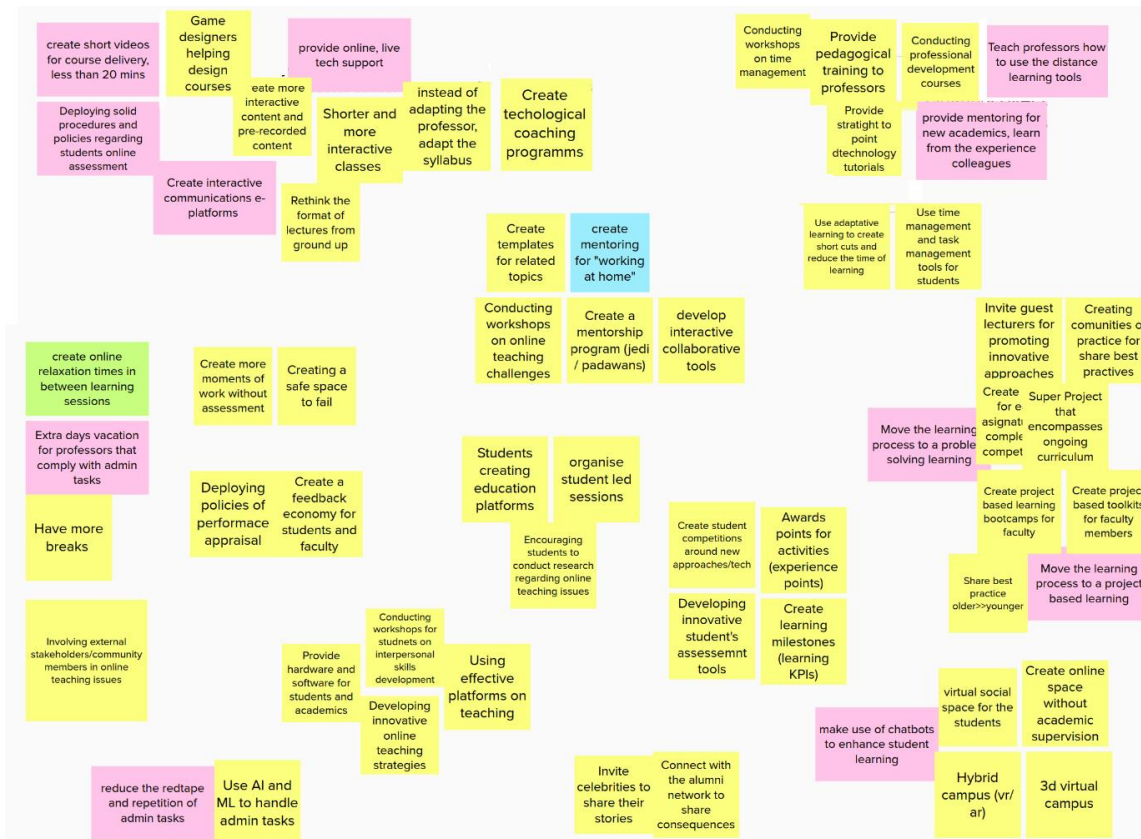 create short videos
for course delivery,
less than 20 mins
Game
designers
helping
design
courses
provide online, live
tech support
Deploying solid
procedures and
policies regarding
students online
assessment
eate more
interactive
content and
pre-recorded
content
Shorter and
more
interactive
classes
instead of
adapting the
professor,
adapt the
syllabus
Create
techological
coaching
programms
Create interactive
communications e-
platforms
Rethink the
format of
lectures from
ground up
Conducting
workshops
on time
management
Provide
pedagogical
training to
professors
Conducting
professional
development
courses
Teach professors how
to use the distance
learning tools
Provide
stratight to
point dtechnology
tutorials
provide mentoring for
new academics, learn
from the experience
colleagues
Create
templates
for related
topics
create
mentoring
for "working
at home"
Use adaptative
learning to create
short cuts and
reduce the time of
learning
Use time
management
and task
management
tools for
students
Conducting
workshops
on online
teaching
challenges
Create a
mentorship
program (jedi
/ padawans)
develop
interactive
collaborative
tools
Invite guest
lecturers for
promoting
innovative
approaches
Creating
comunities o
practice for
share best
practives
create online
relaxation times in
between learning
sessions
Create more
moments of
work without
assessment
Creating a
safe space
to fail
Extra days vacation
for professors that
comply with admin
tasks
Have more
breaks
Deploying
policies of
performace
appraisal
Create a
feedback
economy for
students and
faculty
Students
creating
education
platforms
organise
student led
sessions
Encouraging
students to
conduct research
regarding online
teaching issues
Move the learning
process to a proble
solving learning
Create
for e
asignatu
comple
compet
Super Project
that
encompasses
ongoing
curriculum
Create project
based learning
bootcamps for
faculty
Create project
based toolkits
for faculty
members
Share best
practice
older>>younger
Move the learning
process to a project
based learning
Create student
competitions
around new
approaches/tech
Awards
points for
activities
(experience
points)
Developing
innovative
student's
assessemnt
tools
Create
learning
milestones
(learning
KPIs)
Involving external
stakeholders/community
members in online
teaching issues
Conducting
workshops for
studnets on
interpersonal
skills
development
Provide
hardware and
software for
students and
academics
Using
effective
platforms on
teaching
Developing
innovative
online
teaching
strategies
virtual social
space for the
students
Create online
space
without
academic
supervision
make use of chatbots
to enhance student
learning
Hybrid
campus (vr/
ar)
3d virtual
campus
reduce the redtape
and repetition of
admin tasks
Use AI and
ML to handle
admin tasks
Invite
celebrities to
share their
stories
Connect with
the alumni
network to
share
consequences